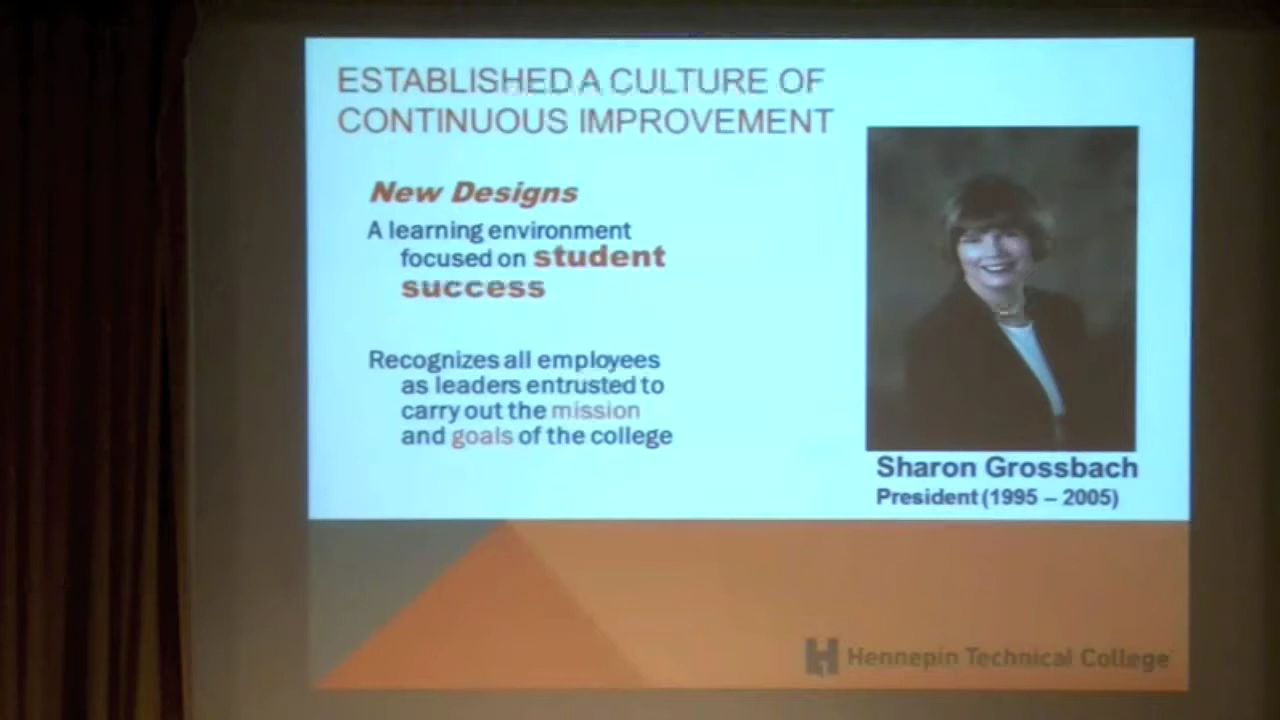 ESTABLISHED A CULTURE OF
CONTINUOUS IMPROVEMENT
New Designs
A learning environment
focused on student
success
Recognizes all employees
as leaders entrusted to
carry out the mission
and goals of the college
Sharon Grossbach
President (1995 – 2005)
Hennepin Technical College